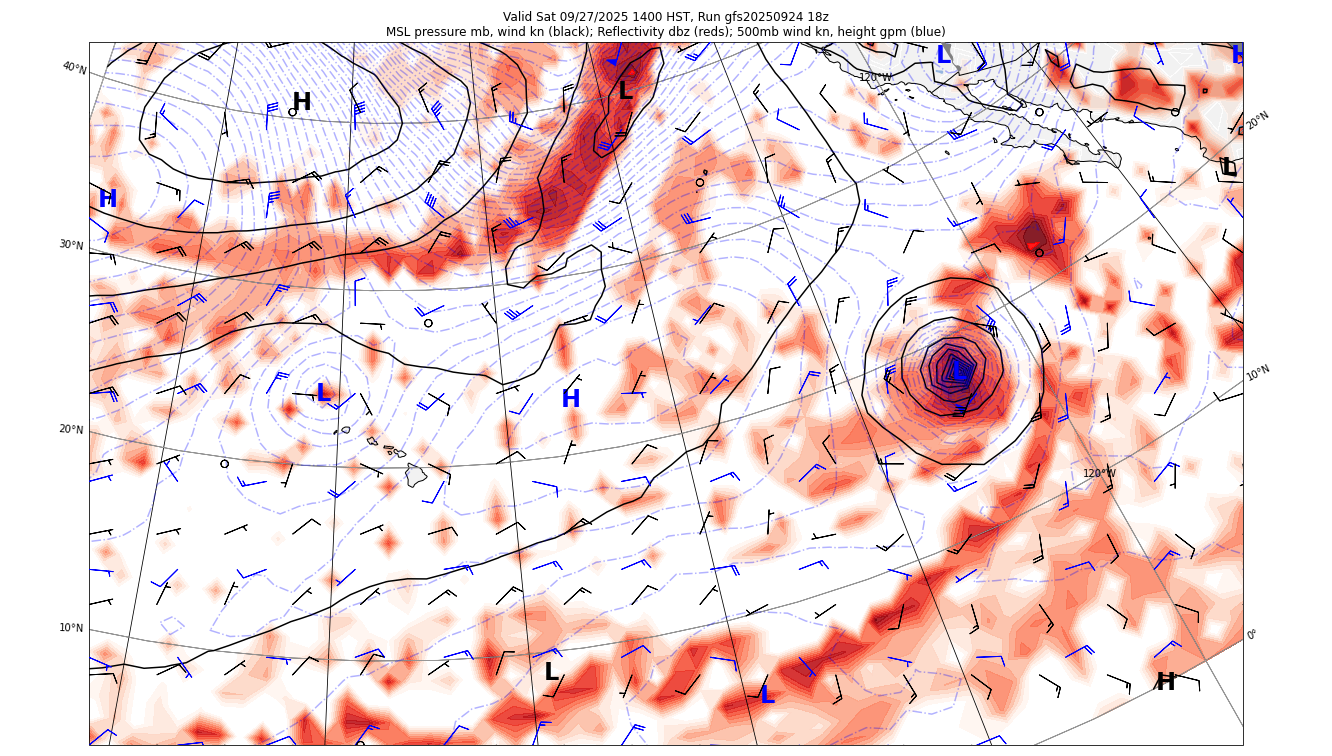 Valid Sat 09/27/2025 1400 HST, Run gfs20250924 18z
MSL pressure mb, wind kn (black); Reflectivity dbz (reds); 500mb wind kn, height gpm (blue)
L
H
40°N
120°W
H
L
20°N
L
H
30°N
L
10°N
L
H
20°N
120°W
10°N
0°
L
H
L